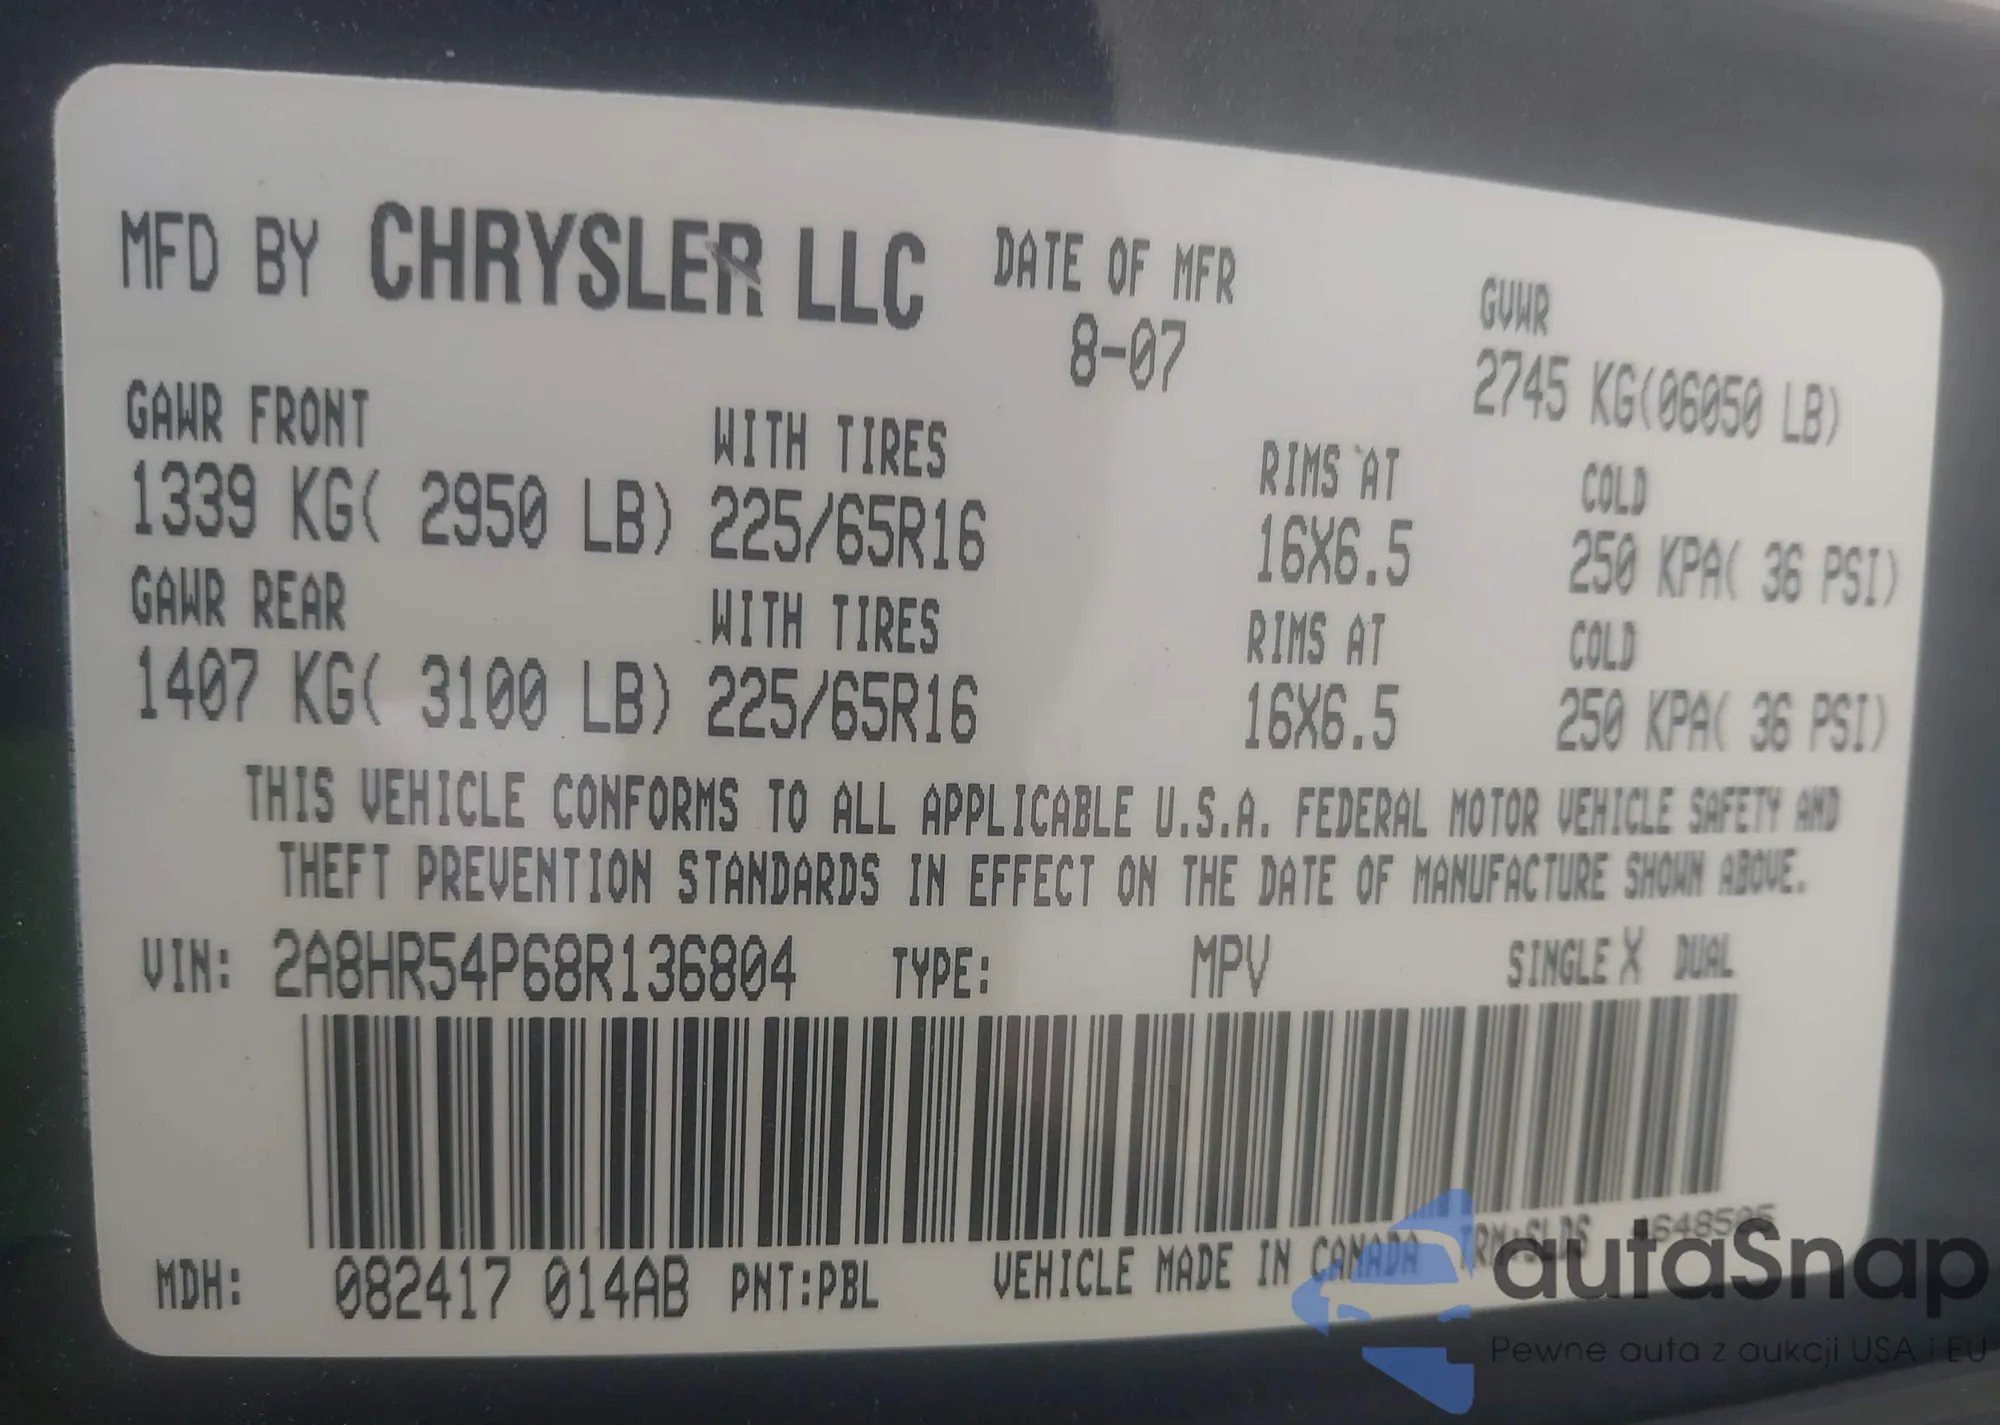 MFD BY CHRYSLER LLC DATE OF MFR GVWR
8-07 2745 KG(06050 LB)
GAWR FRONT WITH TIRES RIMS AT COLD
1339 KG( 2950 LB) 225/65R16 16X6.5 250 KPA( 36 PSI)
GAWR REAR WITH TIRES RIMS AT COLD
1407 KG( 3100 LB) 225/65R16 16X6.5 250 KPA( 36 PSI)
THIS VEHICLE CONFORMS TO ALL APPLICABLE U.S.A. FEDERAL MOTOR VEHICLE SAFETY AND
THEFT PREVENTION STANDARDS IN EFFECT ON THE DATE OF MANUFACTURE SHOWN ABOVE.
VIN: 2A8HR54P68R136804 TYPE: MPV SINGLE X DUAL
MDH: 082417 014AB PNT:PBL VEHICLE MADE IN CANADA TRM:SLDS
autaSnap
Pewne auta z aukcji USA i EU